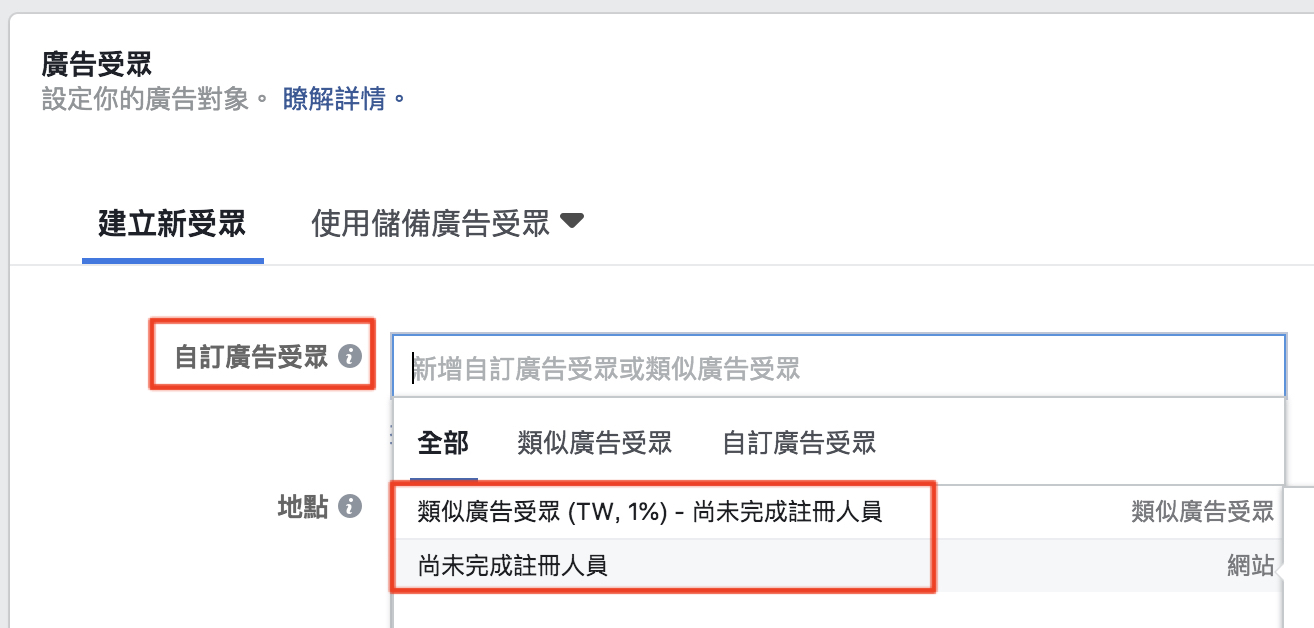 廣告受眾
設定你的廣告對象。 瞭解詳情。
建立新受眾 使用儲備廣告受眾
自訂廣告受眾 新增自訂廣告受眾或類似廣告受眾
全部 類似廣告受眾 自訂廣告受眾
地點
類似廣告受眾 (TW, 1%) - 尚未完成註冊人員 類似廣告受眾
尚未完成註冊人員 網站